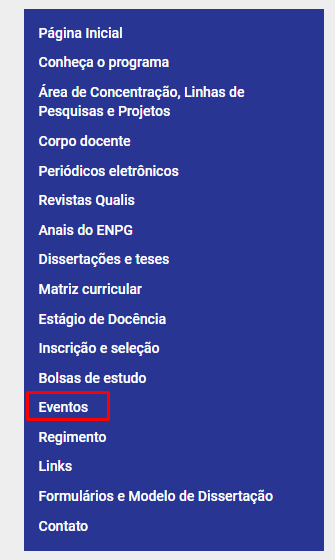 Página Inicial
Conheça o programa
Área de Concentração, Linhas de
Pesquisas e Projetos
Corpo docente
Periódicos eletrônicos
Revistas Qualis
Anais do ENPG
Dissertações e teses
Matriz curricular
Estágio de Docência
Inscrição e seleção
Bolsas de estudo
Eventos
Regimento
Links
Formulários e Modelo de Dissertação
Contato